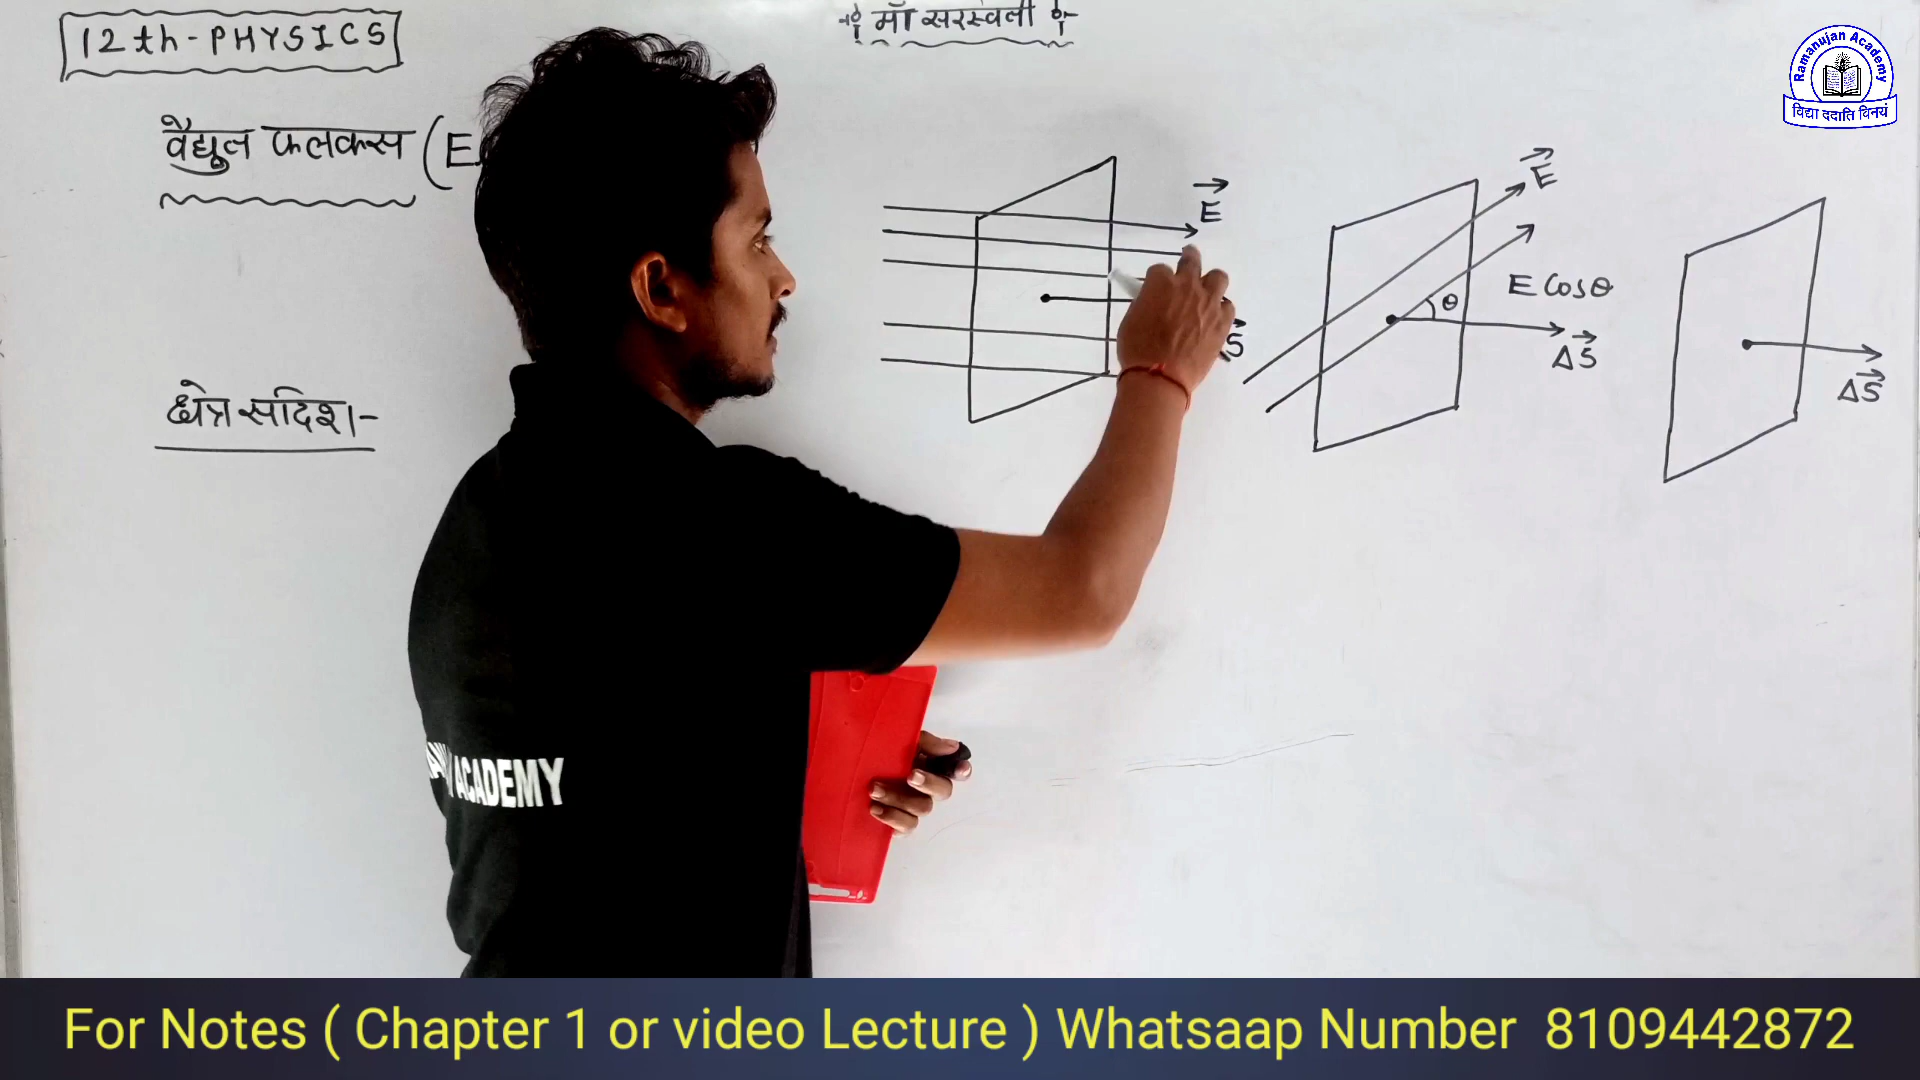 माँ सरस्वती
12th-PHYSICS
Ramanujan Academy
विद्या ददाति विनयं
वैद्युत फलकस (E
E
E
E Cosθ
θ
ΔS
ΔS
S
क्षेत्र सदिश-
ACADEMY
For Notes ( Chapter 1 or video Lecture ) Whatsaap Number 8109442872